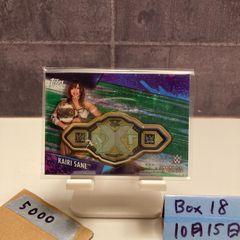 Topps
KAIRI SANE
5000
Box 18
10月15日